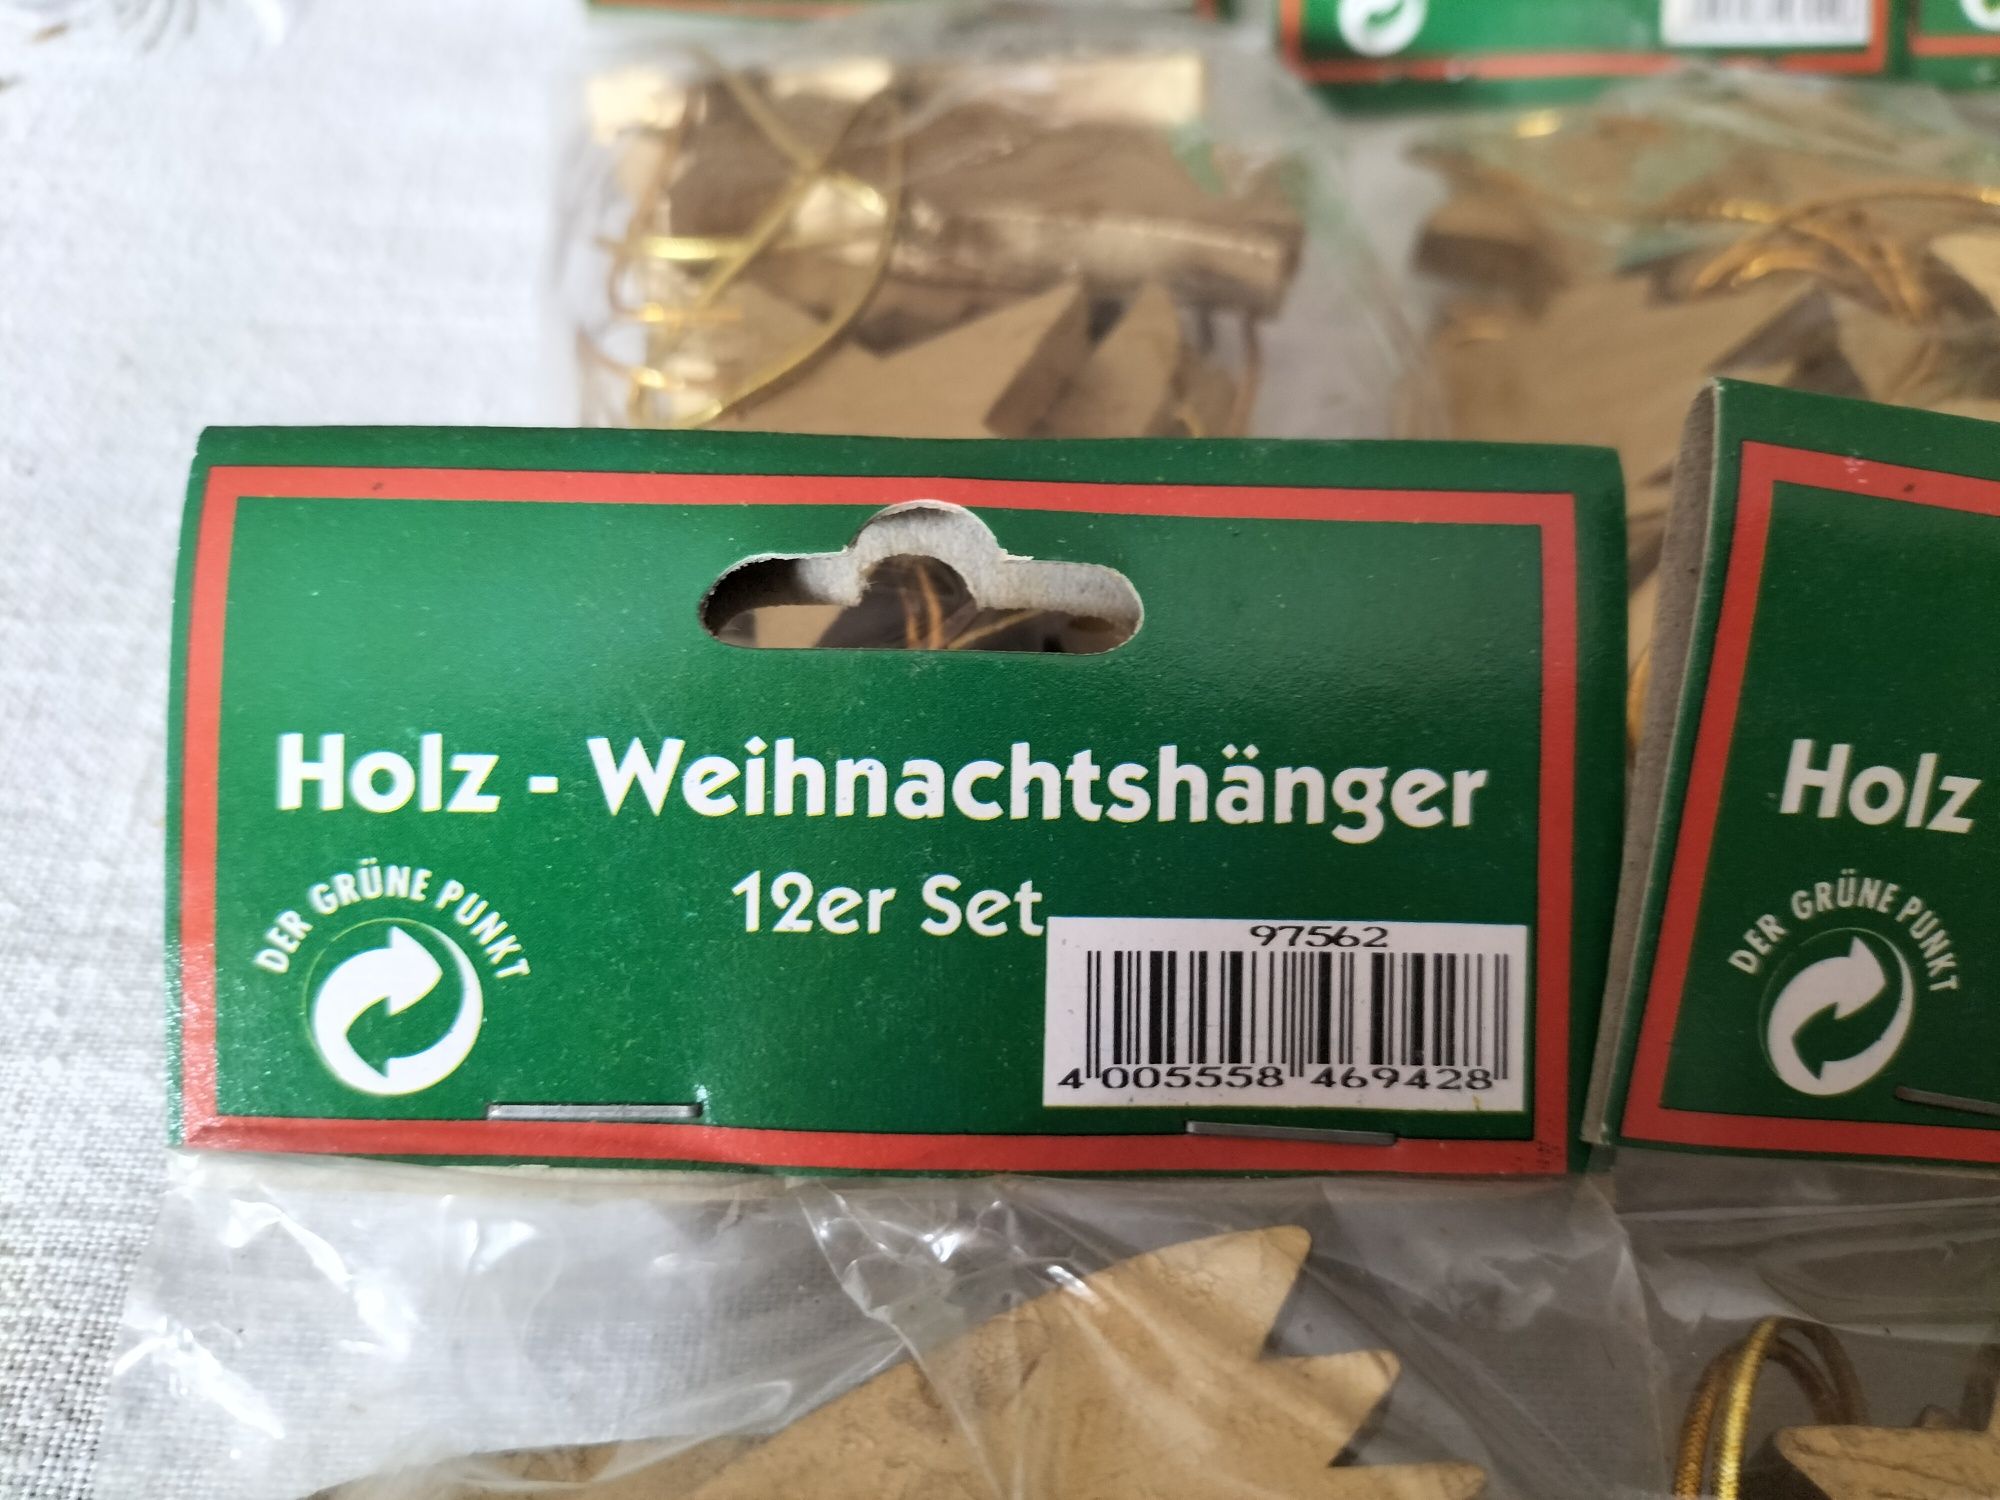 Holz - Weihnachtshänger
12er Set
DER GRÜNE PUNKT
97562
4 005558 469428
Holz
DER GRÜNE PUNKT